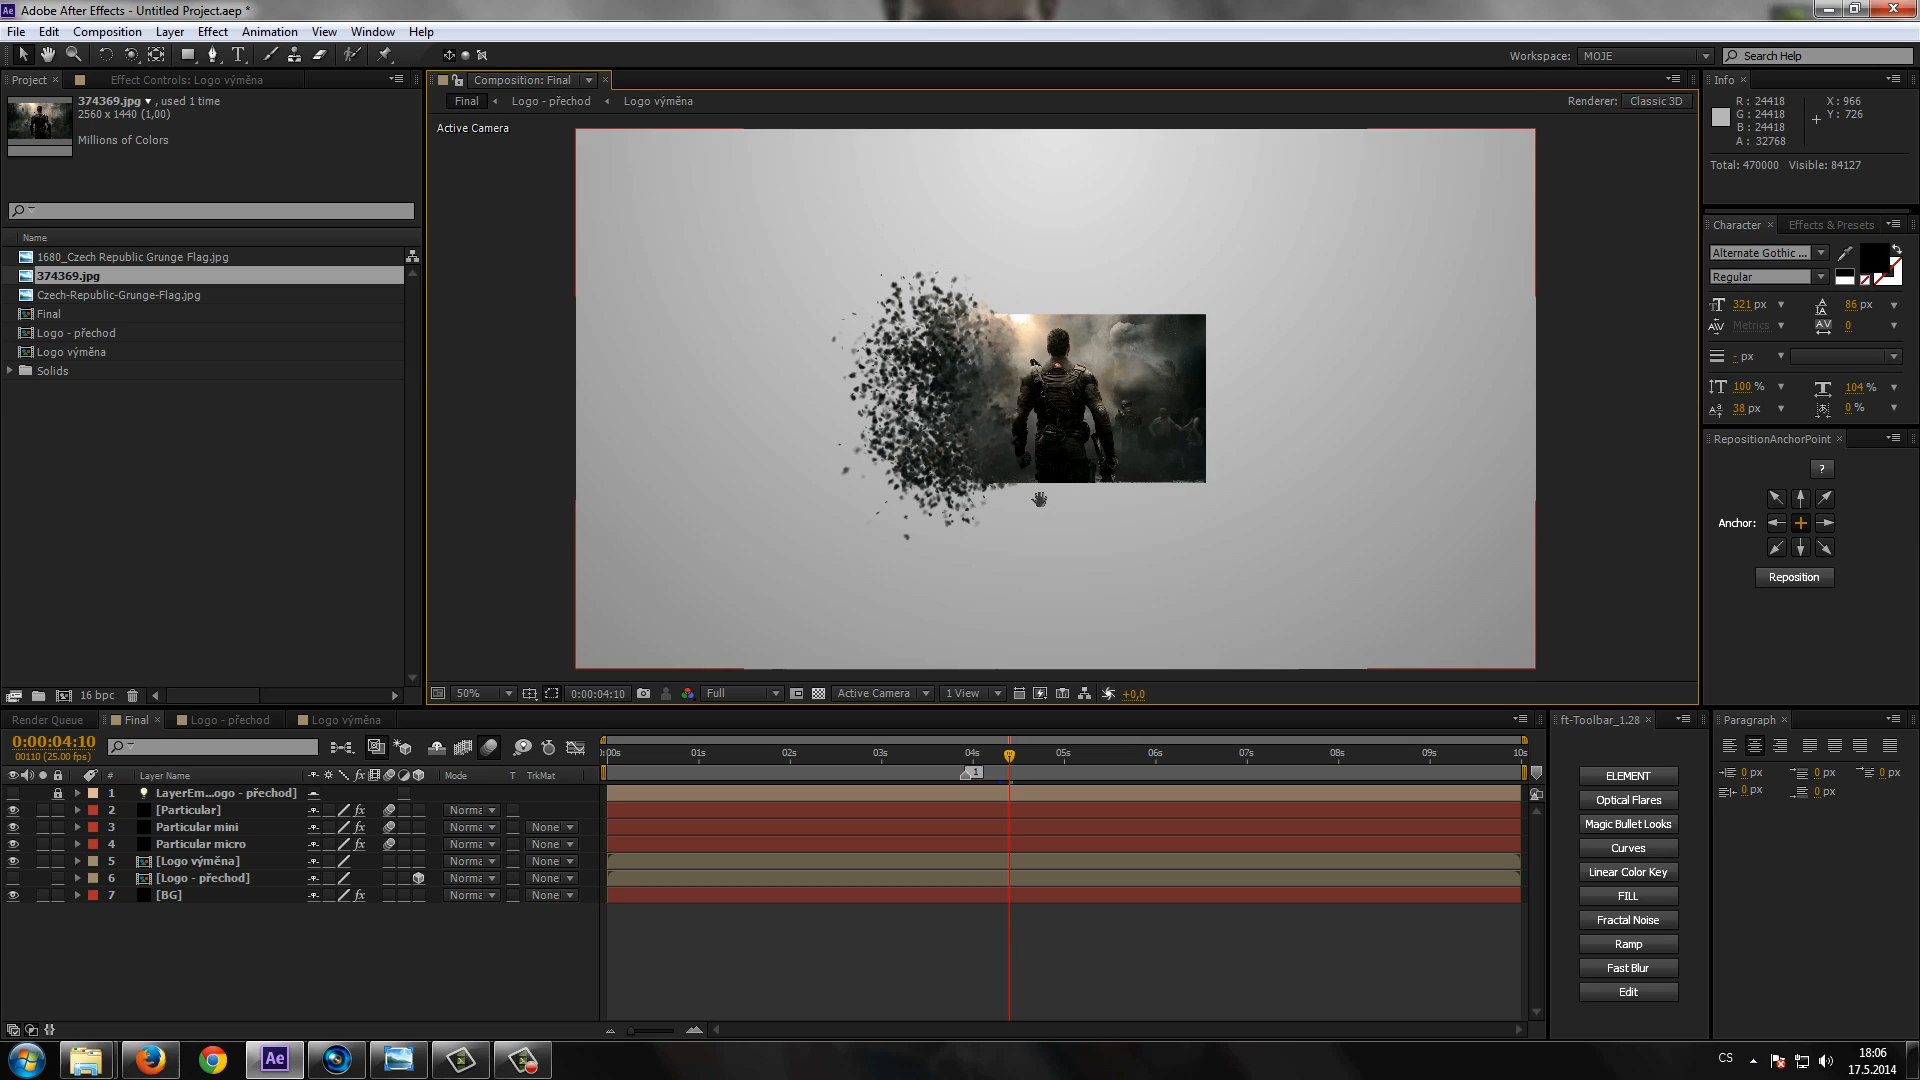 Adobe After Effects - Untitled Project.aep *
File Edit Composition Layer Effect Animation View Window Help
Workspace: MOJE Search Help
Project Effect Controls: Logo výměna
374369.jpg , used 1 time
2560 x 1440 (1,00)
Millions of Colors
Name
1680_Czech Republic Grunge Flag.jpg
374369.jpg
Czech-Republic-Grunge-Flag.jpg
Final
Logo - přechod
Logo výměna
Solids
16 bpc
Composition: Final
Final Logo - přechod Logo výměna
Renderer: Classic 3D
Active Camera
50% 0:00:04:10 Full Active Camera 1 View +0,0
Info
R: 24418 X: 966
G: 24418 Y: 726
B: 24418
A: 32768
Total: 470000 Visible: 84127
Character Effects & Presets
Alternate Gothic ...
Regular
321 px 86 px
Metrics 0
- px
100 % 104 %
38 px 0 %
RepositionAnchorPoint
?
Anchor:
Reposition
Render Queue Final Logo - přechod Logo výměna
0:00:04:10
00110 (25.00 fps)
# Layer Name Mode T TrkMat
1 LayerEm...ogo - přechod]
2 [Particular] Norma
3 Particular mini Norma None
4 Particular micro Norma None
5 [Logo výměna] Norma None
6 [Logo - přechod] Norma None
7 [BG] Norma None
:00s 01s 02s 03s 04s 05s 06s 07s 08s 09s 10s
1
ft-Toolbar_1.28
ELEMENT
Optical Flares
Magic Bullet Looks
Curves
Linear Color Key
FILL
Fractal Noise
Ramp
Fast Blur
Edit
Paragraph
0 px 0 px 0 px
0 px 0 px
Ae
CS
18:06
17.5.2014